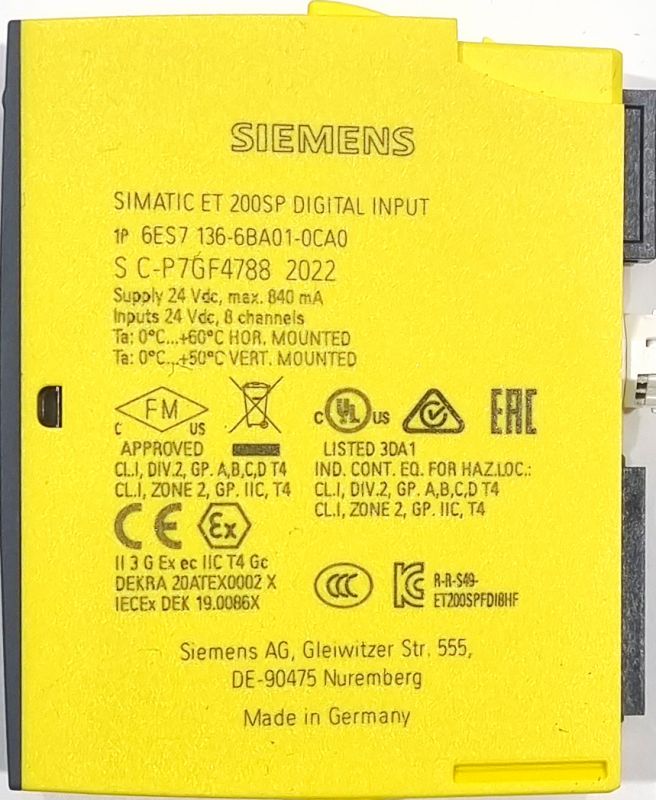 SIEMENS
SIMATIC ET 200SP DIGITAL INPUT
1P 6ES7 136-6BA01-0CA0
S C-P7GF4788 2022
Supply 24 Vdc, max. 840 mA
Inputs 24 Vdc, 8 channels
Ta: 0°C...+60°C HOR. MOUNTED
Ta: 0°C...+50°C VERT. MOUNTED
C FM US
APPROVED
CL.I, DIV.2, GP. A,B,C,D T4
CL.I, ZONE 2, GP. IIC, T4
C UL US
EAC
LISTED 3DA1
IND. CONT. EQ. FOR HAZ.LOC.:
CL.I, DIV.2, GP. A,B,C,D T4
CL.I, ZONE 2, GP. IIC, T4
CE Ex
II 3 G Ex ec IIC T4 Gc
DEKRA 20ATEX0002 X
IECEx DEK 19.0086X
CCC
KC
R-R-S49-
ET200SPFDI8HF
Siemens AG, Gleiwitzer Str. 555,
DE-90475 Nuremberg
Made in Germany